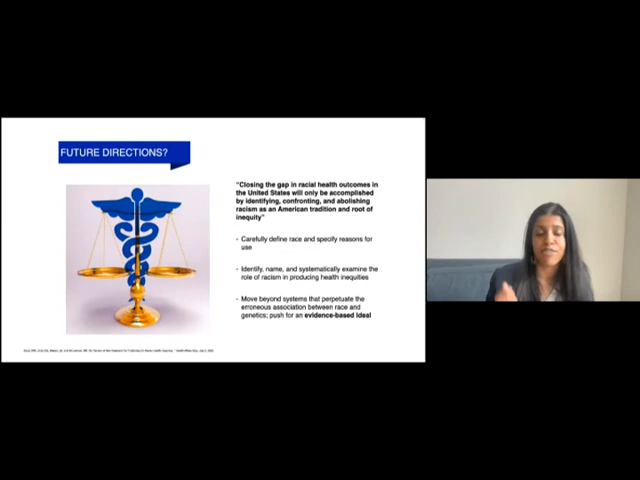 FUTURE DIRECTIONS?
“Closing the gap in racial health outcomes in
the United States will only be accomplished
by identifying, confronting, and abolishing
racism as an American tradition and root of
inequity”
- Carefully define race and specify reasons for
use
- Identify, name, and systematically examine the
role of racism in producing health inequities
- Move beyond systems that perpetuate the
erroneous association between race and
genetics; push for an evidence-based ideal